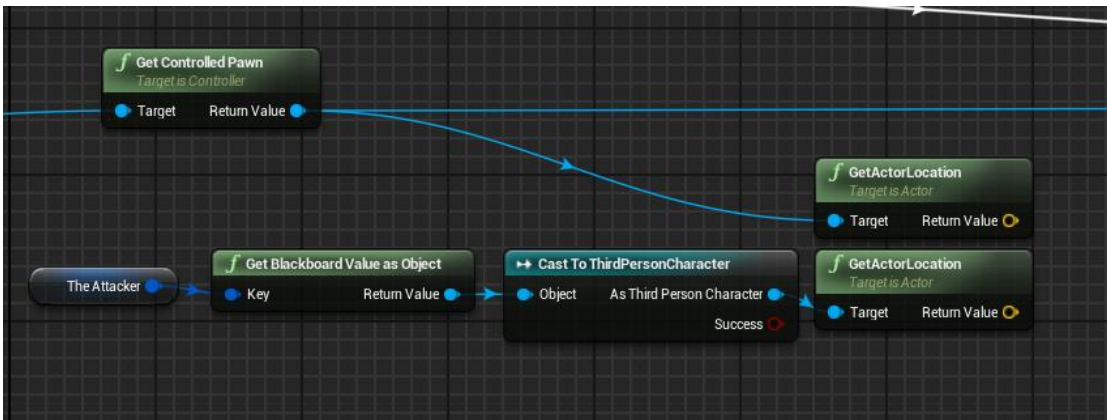 Get Controlled Pawn
Target is Controller
Target Return Value
GetActorLocation
Target is Actor
Target Return Value
The Attacker
Get Blackboard Value as Object
Key Return Value
Cast To ThirdPersonCharacter
Object As Third Person Character
Success
GetActorLocation
Target is Actor
Target Return Value